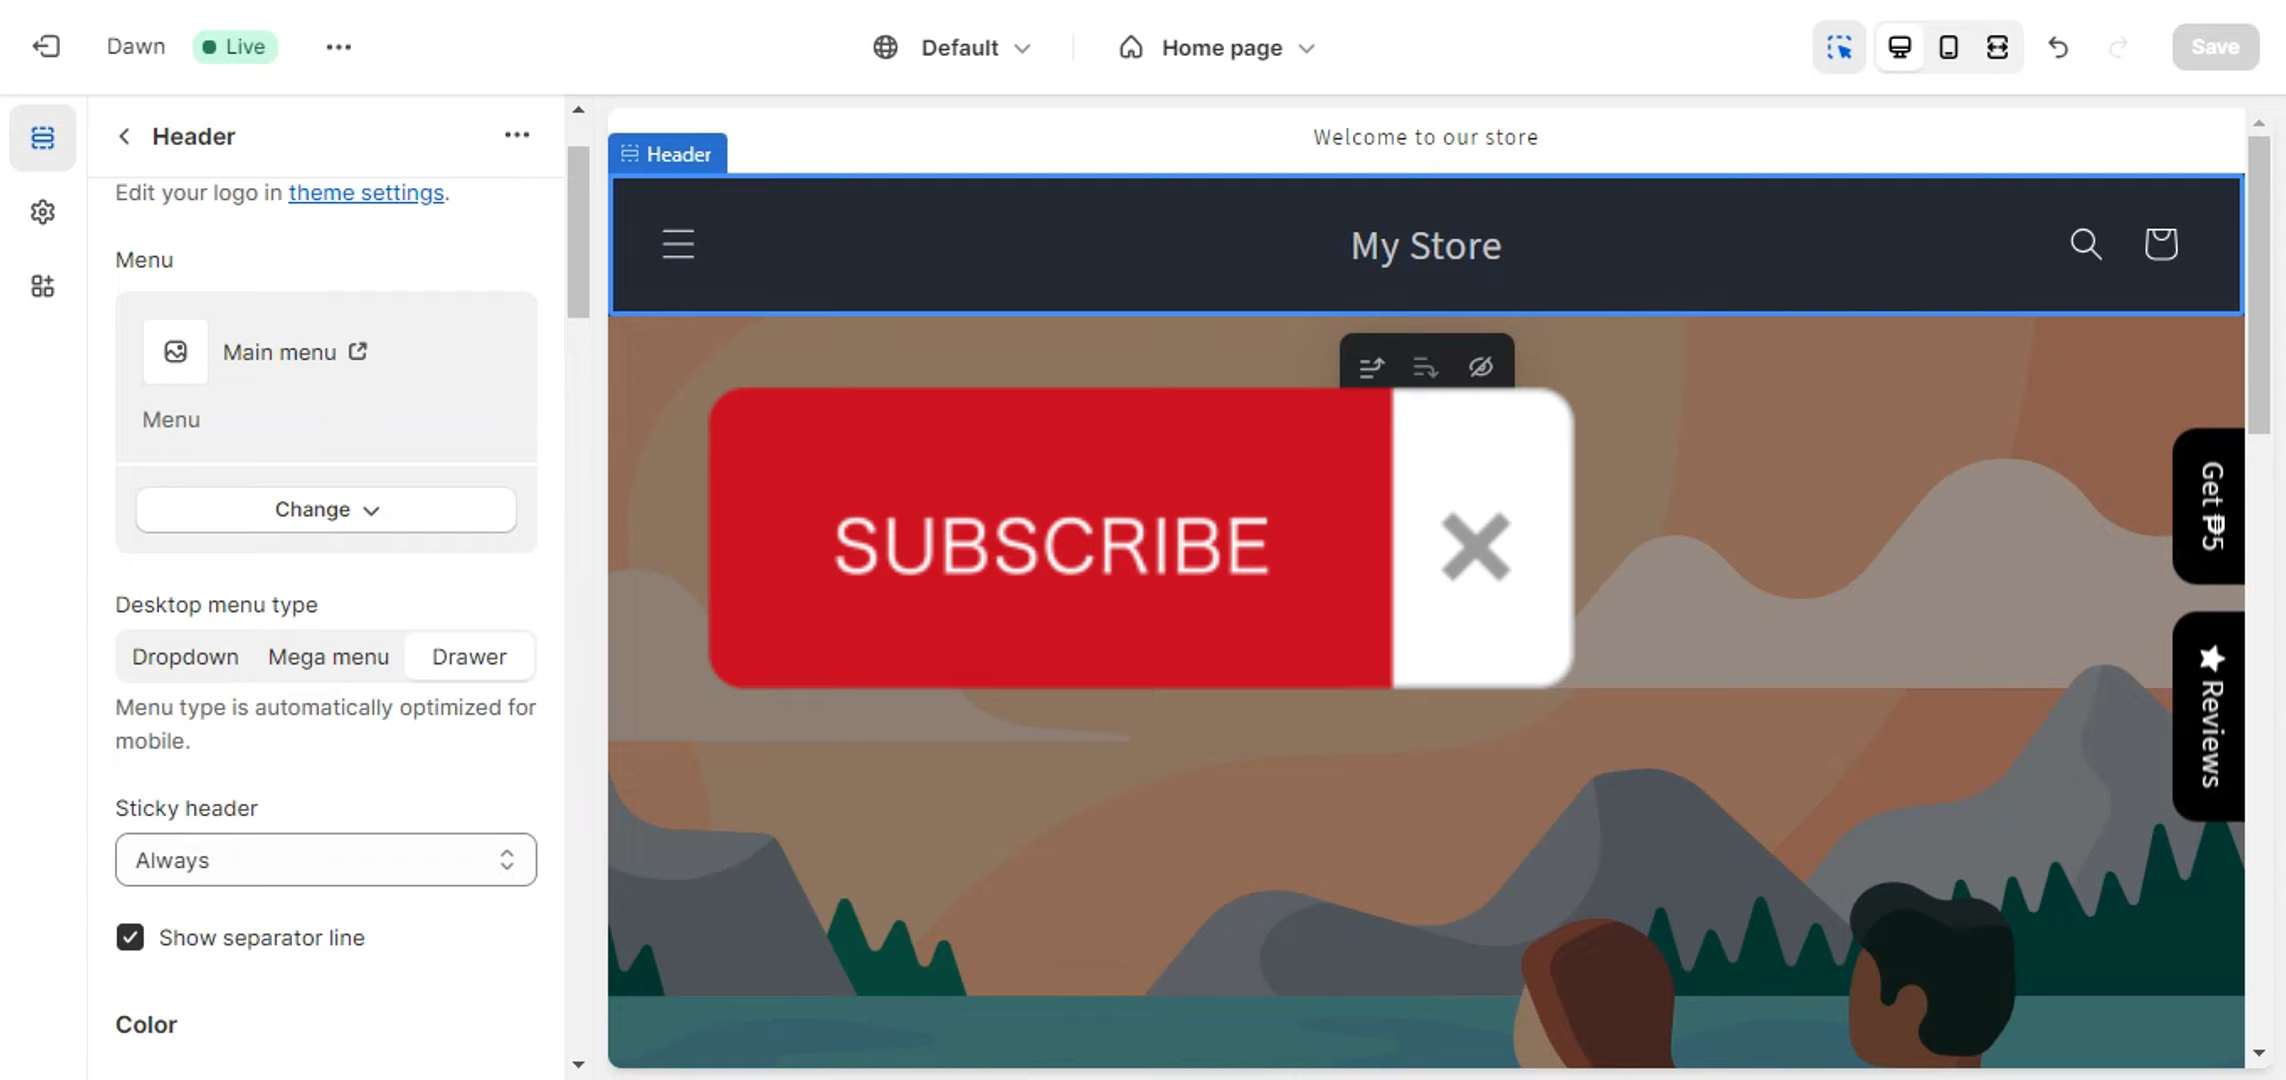 Dawn
Live
Default
Home page
Save
Header
Edit your logo in theme settings.
Menu
Main menu
Menu
Change
Desktop menu type
Dropdown
Mega menu
Drawer
Menu type is automatically optimized for
mobile.
Sticky header
Always
Show separator line
Color
Welcome to our store
Header
My Store
SUBSCRIBE
Get ₱5
Reviews